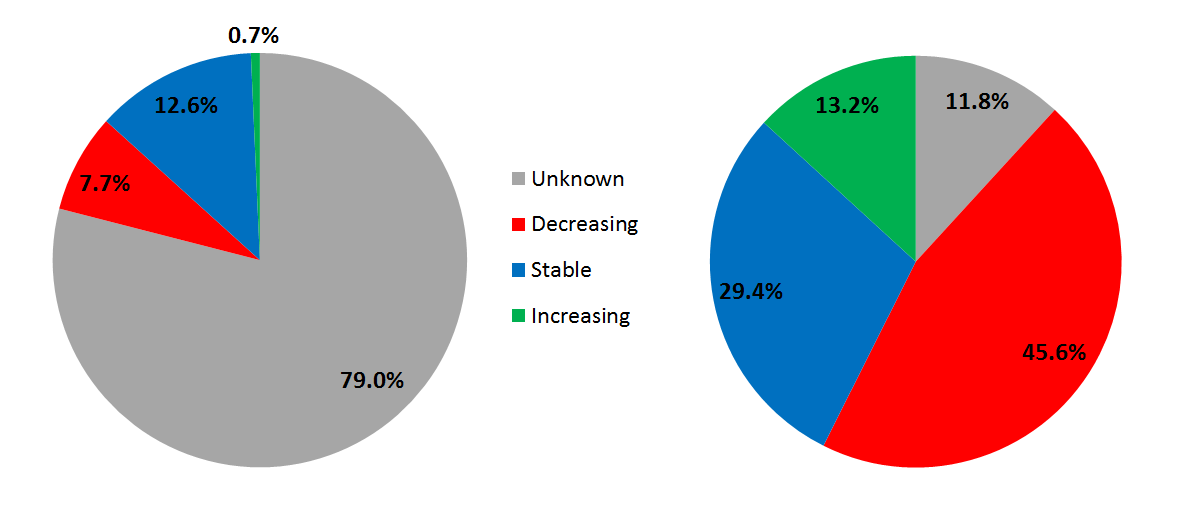 0.7%
12.6%
7.7%
79.0%
Unknown
Decreasing
Stable
Increasing
13.2%
11.8%
29.4%
45.6%